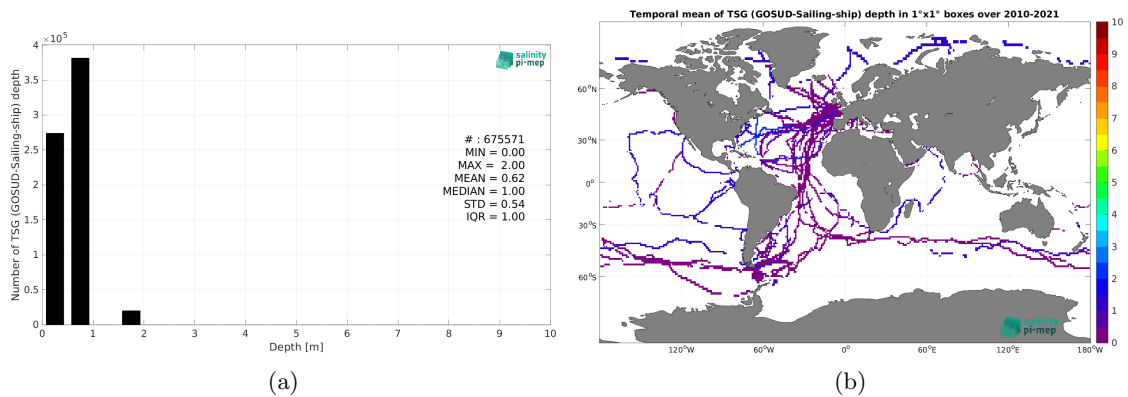 ×10⁵
4
3.5
3
2.5
2
1.5
1
0.5
0
Number of TSG (GOSUD-Sailing-ship) depth
salinity
pi-mep
# : 675571
MIN = 0.00
MAX = 2.00
MEAN = 0.62
MEDIAN = 1.00
STD = 0.54
IQR = 1.00
0 1 2 3 4 5 6 7 8 9 10
Depth [m]
(a)
Temporal mean of TSG (GOSUD-Sailing-ship) depth in 1°x1° boxes over 2010-2021
60°N
30°N
0°
30°S
60°S
120°W 60°W 0° 60°E 120°E 180°W
salinity
pi-mep
10
9
8
7
6
5
4
3
2
1
0
(b)